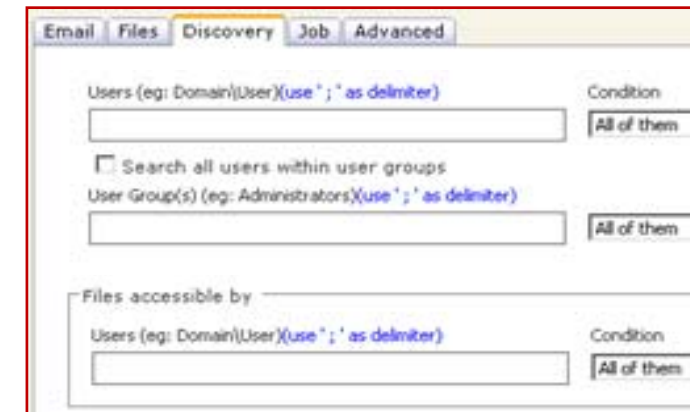 Email Files Discovery Job Advanced
Users (eg: Domain\User)(use ' ; ' as delimiter) Condition
All of them
Search all users within user groups
User Group(s) (eg: Administrators)(use ' ; ' as delimiter)
All of them
Files accessible by
Users (eg: Domain\User)(use ' ; ' as delimiter) Condition
All of them